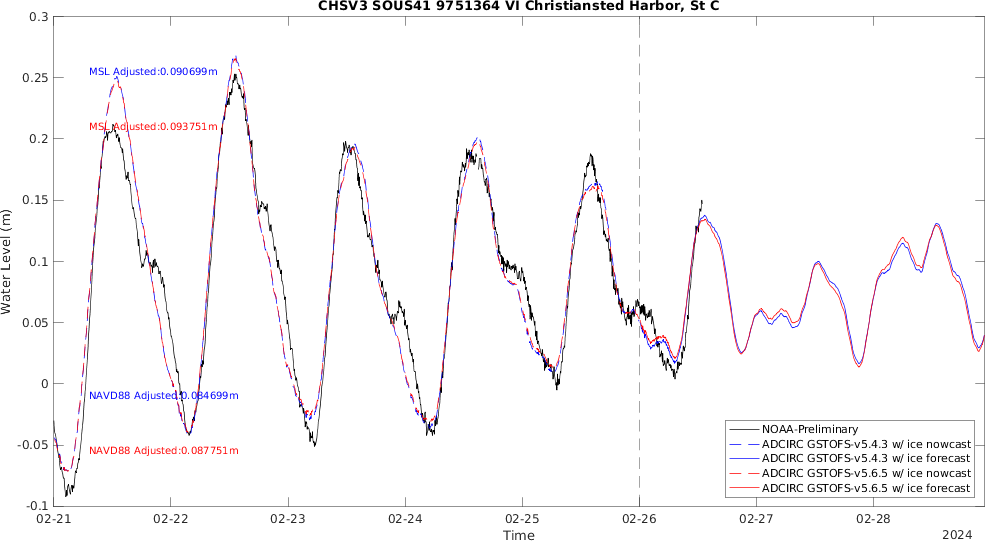 CHSV3 SOUS41 9751364 VI Christiansted Harbor, St C
0.3
0.25
0.2
0.15
0.1
0.05
0
-0.05
-0.1
Water Level (m)
MSL Adjusted:0.090699m
MSL Adjusted:0.093751m
NAVD88 Adjusted:0.084699m
NAVD88 Adjusted:0.087751m
NOAA-Preliminary
ADCIRC GSTOFS-v5.4.3 w/ ice nowcast
ADCIRC GSTOFS-v5.4.3 w/ ice forecast
ADCIRC GSTOFS-v5.6.5 w/ ice nowcast
ADCIRC GSTOFS-v5.6.5 w/ ice forecast
02-21 02-22 02-23 02-24 02-25 02-26 02-27 02-28
Time
2024